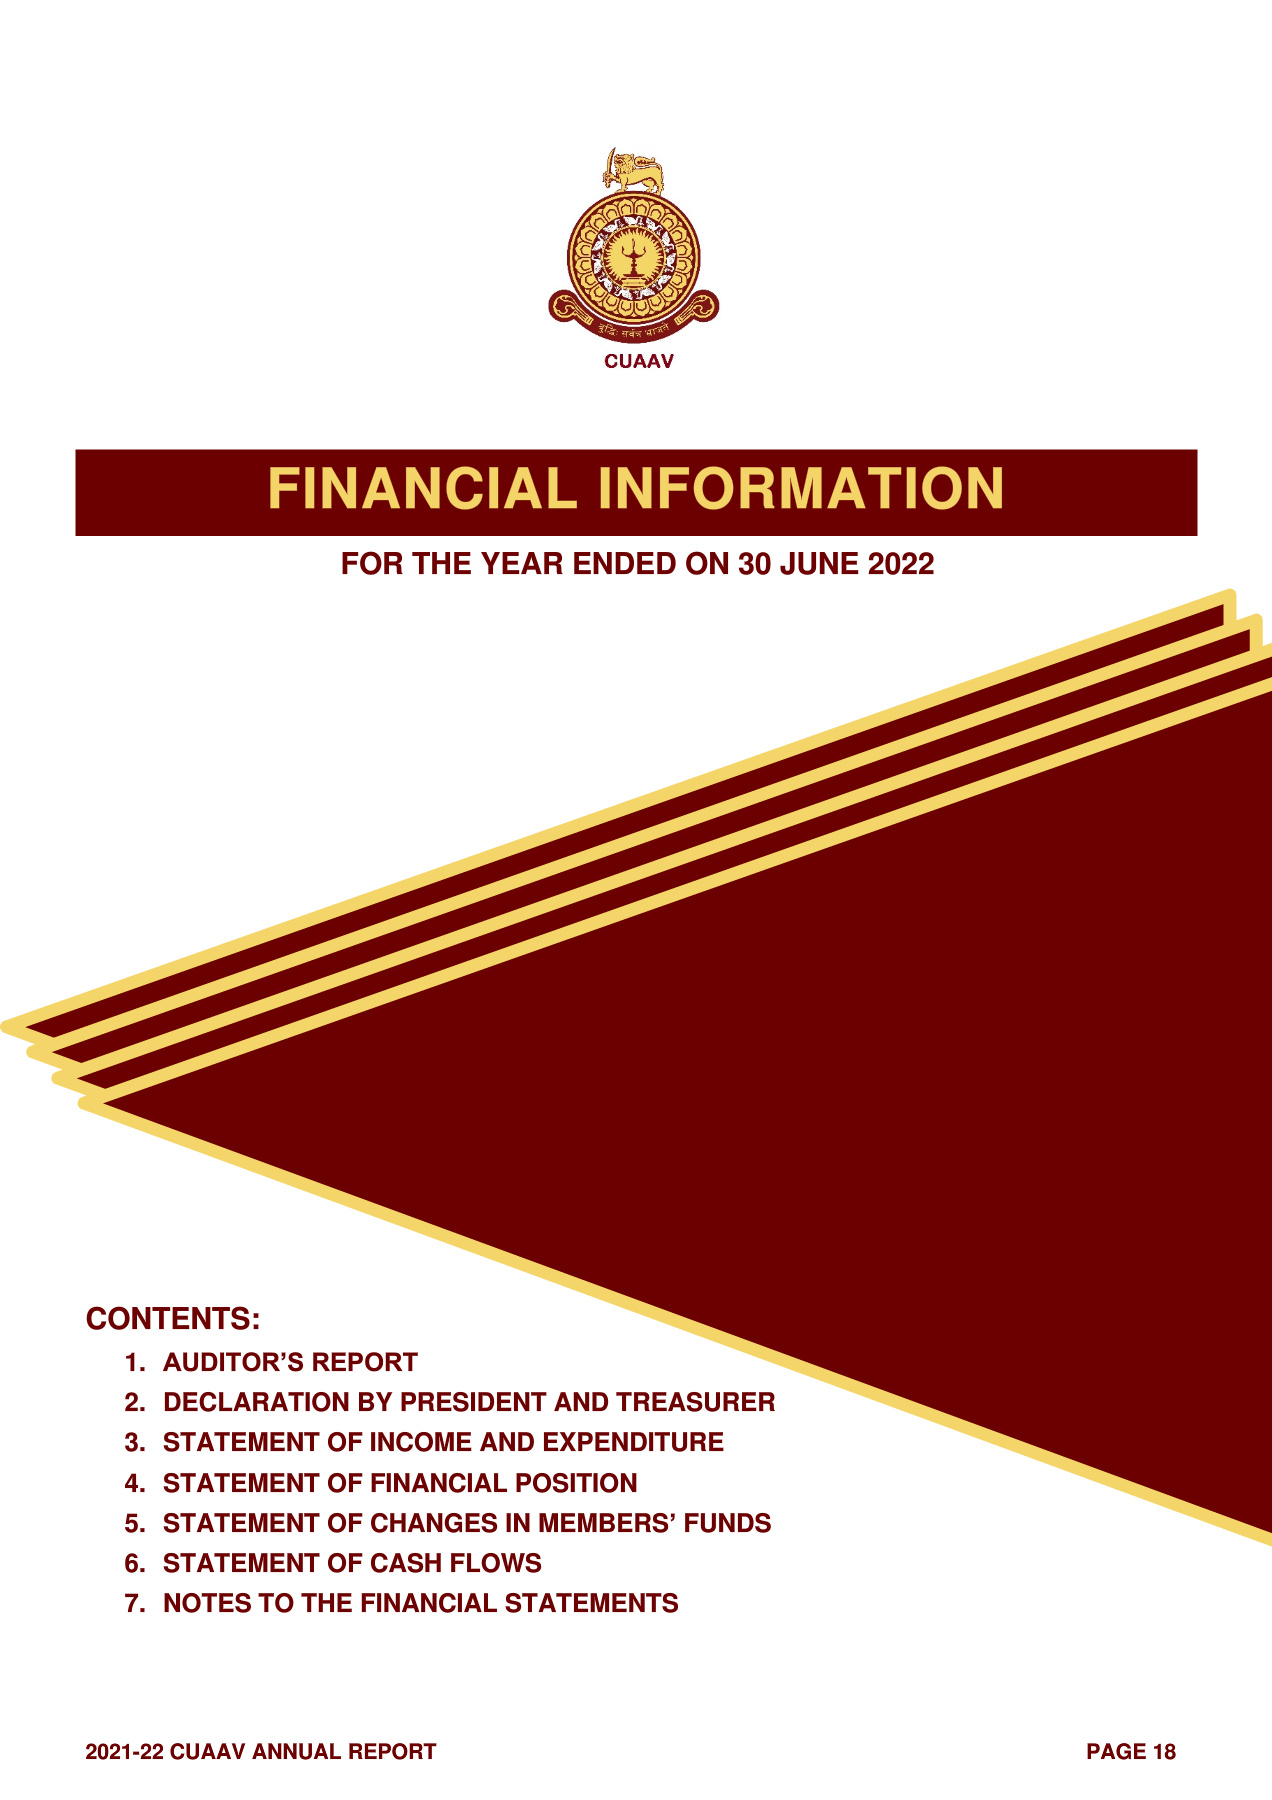 बुद्धिः सर्वत्र भ्राजते
CUAAV
FINANCIAL INFORMATION
FOR THE YEAR ENDED ON 30 JUNE 2022
CONTENTS:
1. AUDITOR’S REPORT
2. DECLARATION BY PRESIDENT AND TREASURER
3. STATEMENT OF INCOME AND EXPENDITURE
4. STATEMENT OF FINANCIAL POSITION
5. STATEMENT OF CHANGES IN MEMBERS’ FUNDS
6. STATEMENT OF CASH FLOWS
7. NOTES TO THE FINANCIAL STATEMENTS
2021-22 CUAAV ANNUAL REPORT
PAGE 18